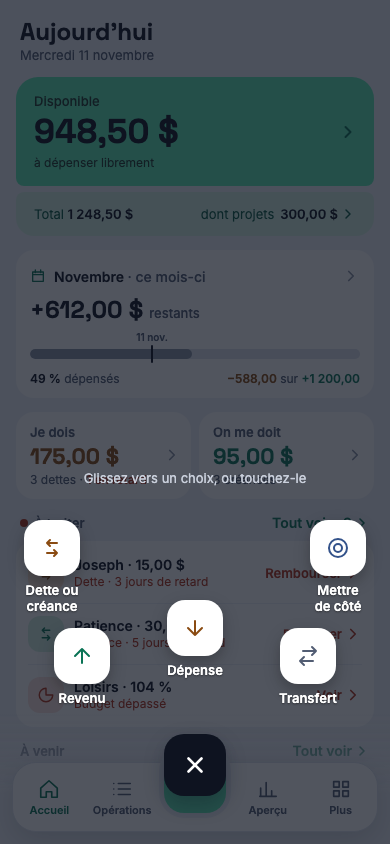 Aujourd'hui
Mercredi 11 novembre
Disponible
948,50 $
à dépenser librement
Total 1 248,50 $
dont projets 300,00 $
Novembre · ce mois-ci
+612,00 $ restants
11 nov.
49 % dépensés
−588,00 sur +1 200,00
Je dois
175,00 $
3 dettes ·
On me doit
95,00 $
Glissez vers un choix, ou touchez-le
Tout
Joseph · 15,00 $
Dette · 3 jours de retard
Dette ou
créance
Mettre
de côté
Patience · 30,
5 jours
Dépense
Loisirs · 104 %
Budget dépassé
Revenu
Transfert
À venir
Tout voir
Accueil
Opérations
Aperçu
Plus